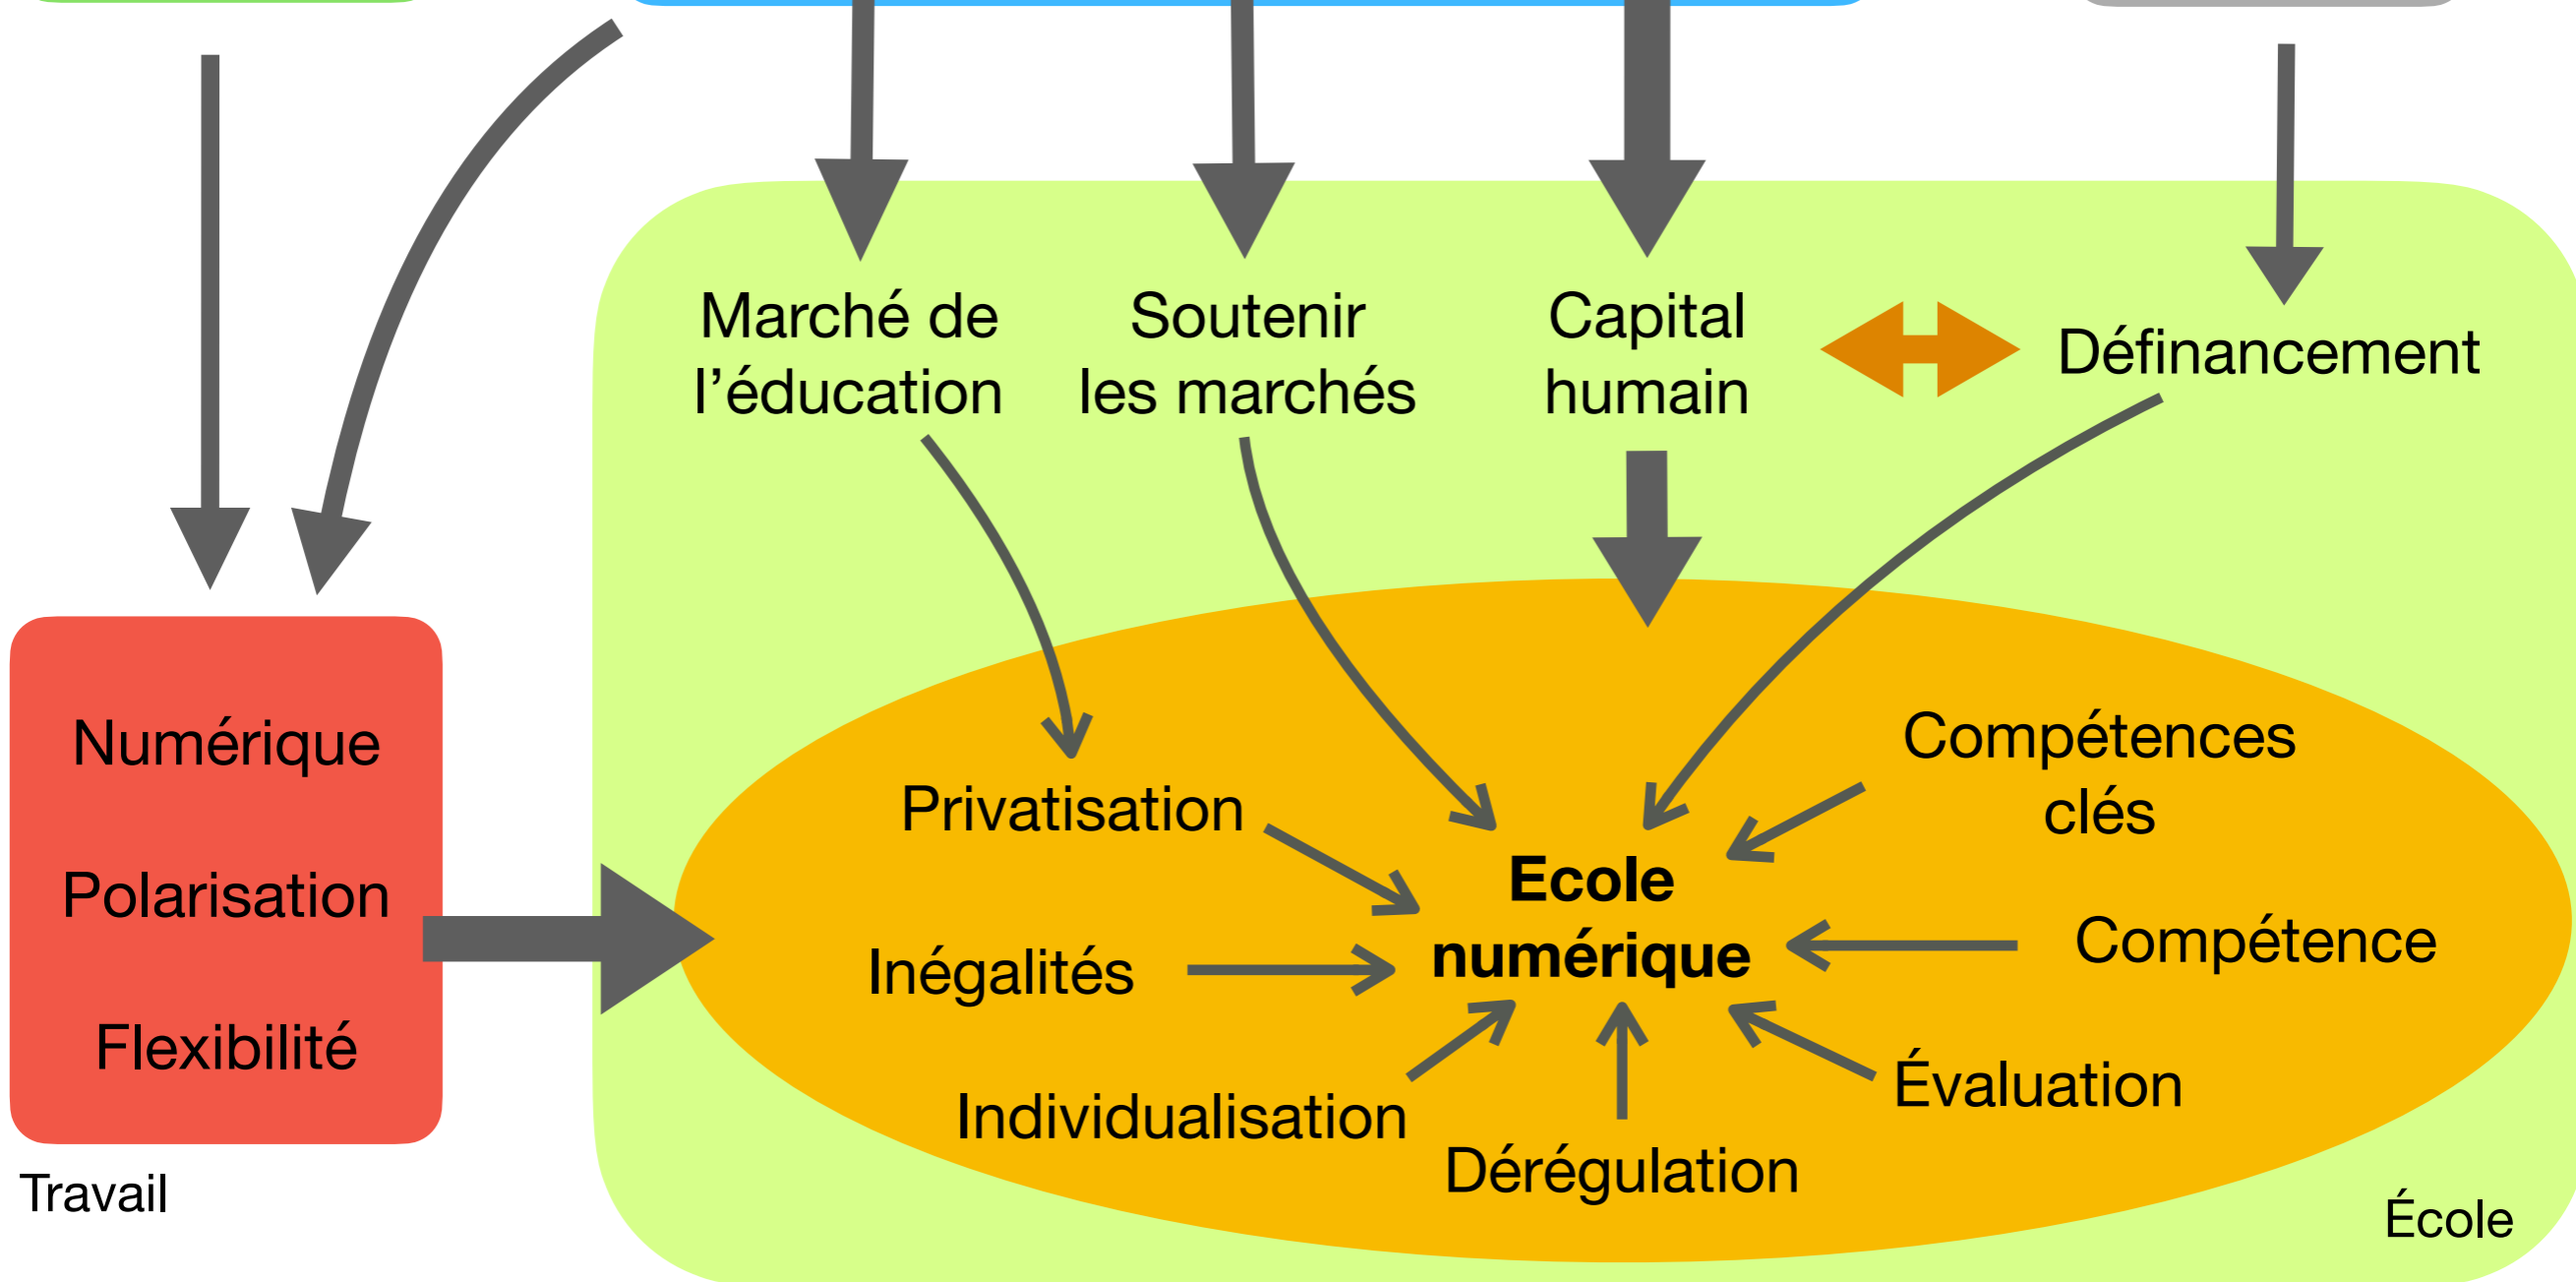 Marché de
l’éducation
Soutenir
les marchés
Capital
humain
Définancement
Numérique
Polarisation
Flexibilité
Travail
Privatisation
Inégalités
Individualisation
Dérégulation
Ecole
numérique
Compétences
clés
Compétence
Évaluation
École